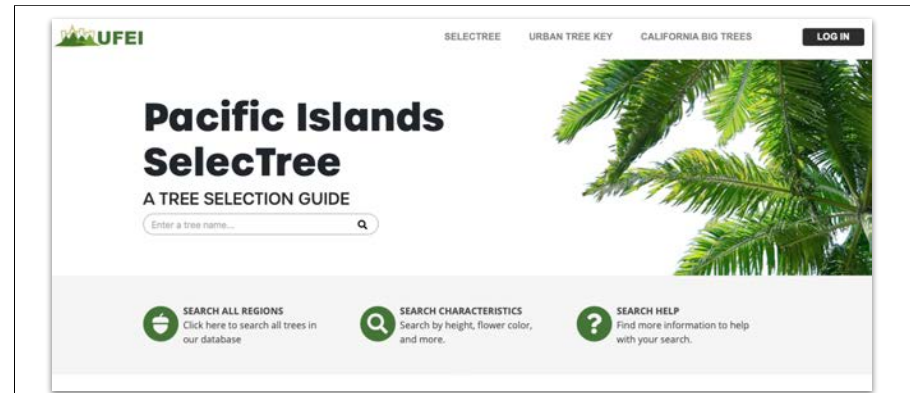 UFEI
SELECTREE URBAN TREE KEY CALIFORNIA BIG TREES LOG IN
Pacific Islands
SelecTree
A TREE SELECTION GUIDE
Enter a tree name...
SEARCH ALL REGIONS
Click here to search all trees in
our database
SEARCH CHARACTERISTICS
Search by height, flower color,
and more.
SEARCH HELP
Find more information to help
with your search.